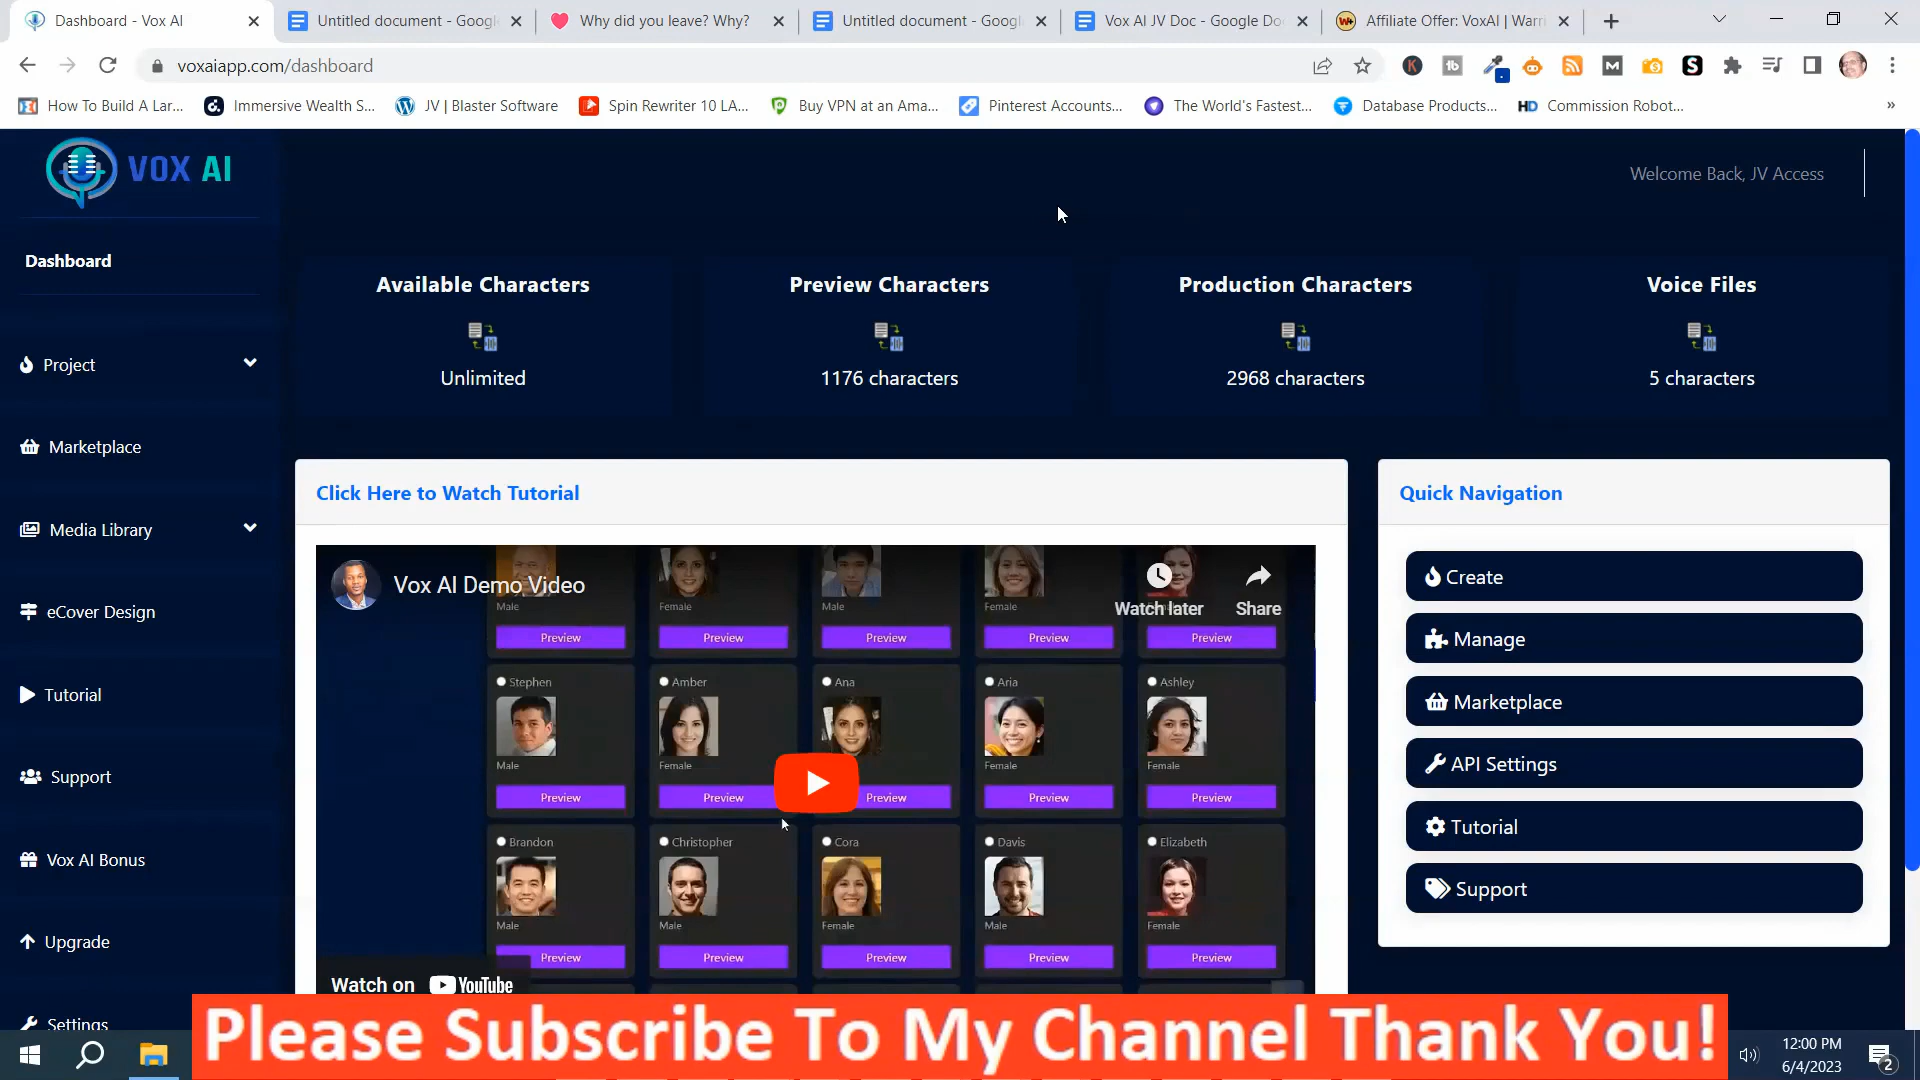 Dashboard - Vox AI
Untitled document - Googl
Why did you leave? Why?
Untitled document - Googl
Vox AI JV Doc - Google Do
Affiliate Offer: VoxAI | Warri
voxaiapp.com/dashboard
How To Build A Lar...
Immersive Wealth S...
JV | Blaster Software
Spin Rewriter 10 LA...
Buy VPN at an Ama...
Pinterest Accounts...
The World's Fastest...
Database Products...
HD Commission Robot...
VOX AI
Welcome Back, JV Access
Dashboard
Project
Marketplace
Media Library
eCover Design
Tutorial
Support
Vox AI Bonus
Upgrade
Settings
Available Characters
Unlimited
Preview Characters
1176 characters
Production Characters
2968 characters
Voice Files
5 characters
Click Here to Watch Tutorial
Vox AI Demo Video
Watch later
Share
Male Female Male Female
Preview Preview Preview Preview Preview
Stephen Amber Ana Aria Ashley
Male Female Female Female
Preview Preview Preview Preview Preview
Brandon Christopher Cora Davis Elizabeth
Male Male Female Male Female
Preview Preview Preview Preview Preview
Watch on YouTube
Quick Navigation
Create
Manage
Marketplace
API Settings
Tutorial
Support
Please Subscribe To My Channel Thank You!
12:00 PM
6/4/2023
2